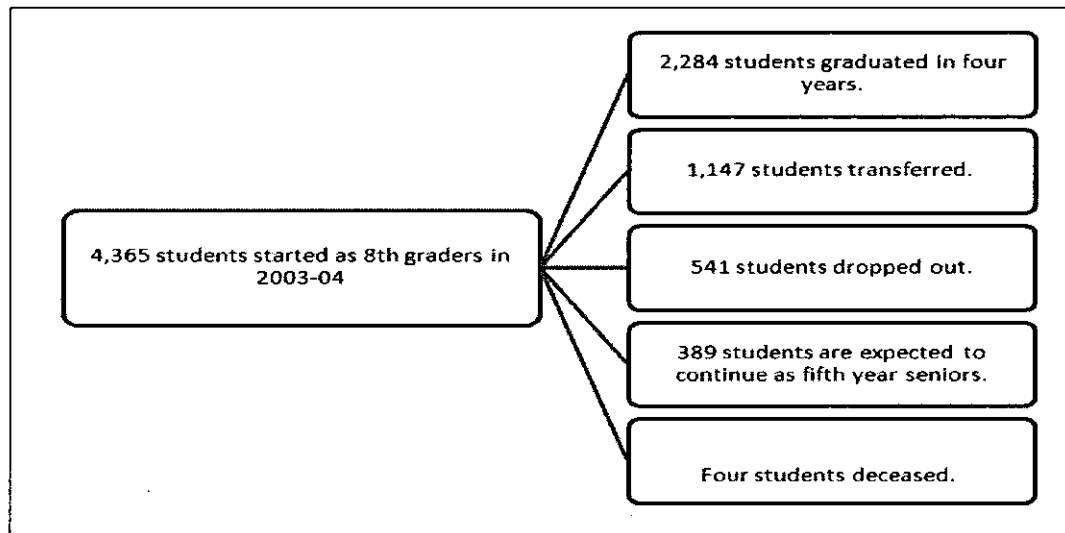 2,284 students graduated in four
years.
1,147 students transferred.
4,365 students started as 8th graders in
2003-04
541 students dropped out.
389 students are expected to
continue as fifth year seniors.
Four students deceased.